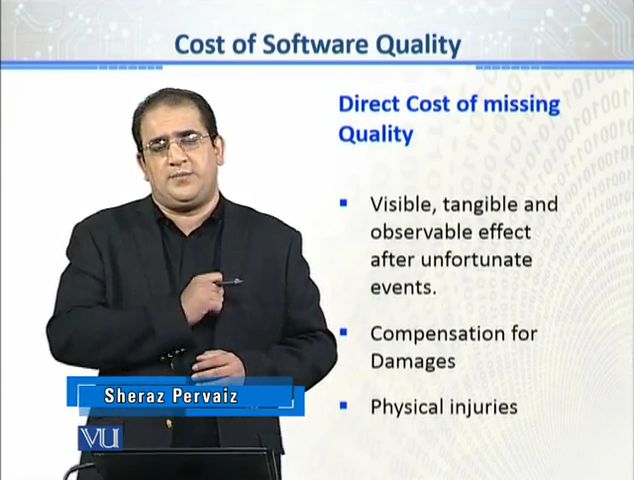 Cost of Software Quality
Direct Cost of missing
Quality
Visible, tangible and
observable effect
after unfortunate
events.
Compensation for
Damages
Physical injuries
Sheraz Pervaiz
VU